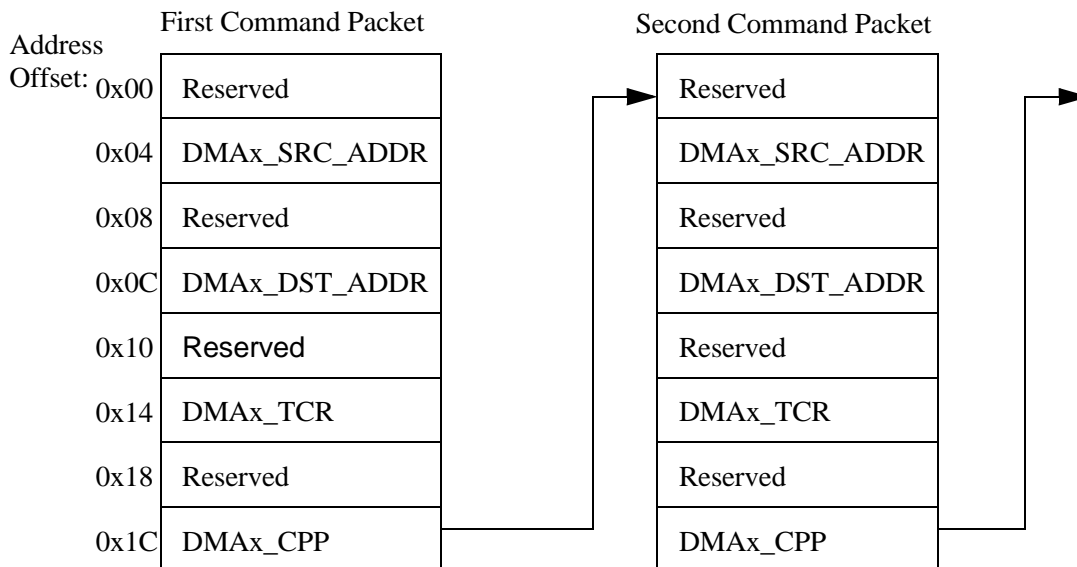 First Command Packet
Second Command Packet
Address
Offset:
0x00 Reserved Reserved
0x04 DMAx_SRC_ADDR DMAx_SRC_ADDR
0x08 Reserved Reserved
0x0C DMAx_DST_ADDR DMAx_DST_ADDR
0x10 Reserved Reserved
0x14 DMAx_TCR DMAx_TCR
0x18 Reserved Reserved
0x1C DMAx_CPP DMAx_CPP